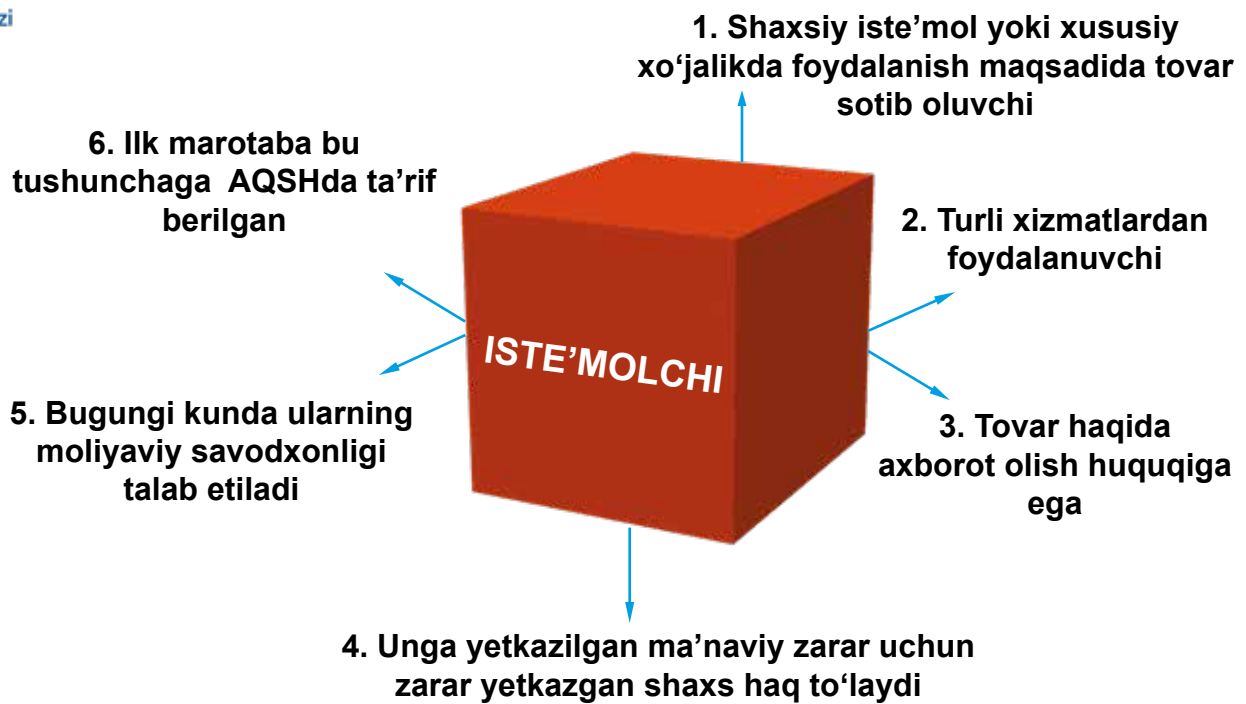 zi
1. Shaxsiy iste’mol yoki xususiy
xo‘jalikda foydalanish maqsadida tovar
sotib oluvchi
6. Ilk marotaba bu
tushunchaga AQSHda ta’rif
berilgan
2. Turli xizmatlardan
foydalanuvchi
ISTE’MOLCHI
5. Bugungi kunda ularning
moliyaviy savodxonligi
talab etiladi
3. Tovar haqida
axborot olish huquqiga
ega
4. Unga yetkazilgan ma’naviy zarar uchun
zarar yetkazgan shaxs haq to‘laydi